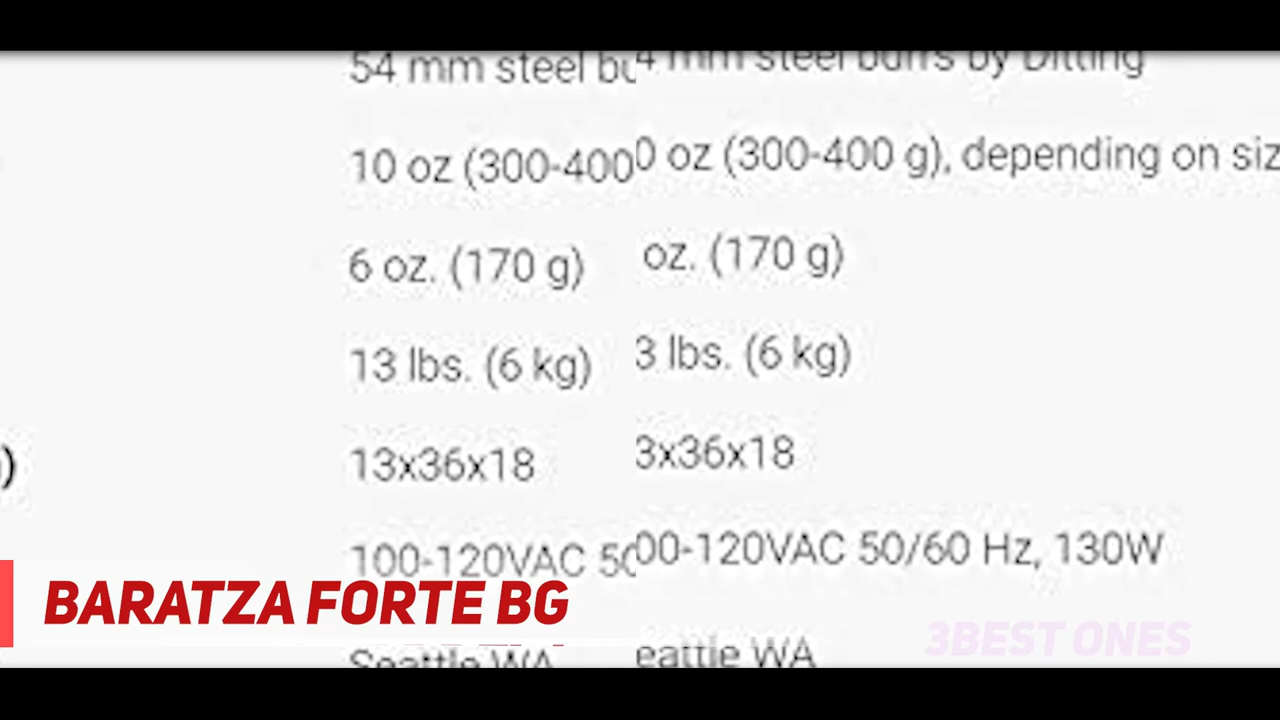 54 mm steel bu
4 mm steel burrs by Ditting
10 oz (300-400
0 oz (300-400 g), depending on siz
6 oz. (170 g)
oz. (170 g)
13 lbs. (6 kg)
3 lbs. (6 kg)
13x36x18
3x36x18
)
100-120VAC 50
00-120VAC 50/60 Hz, 130W
BARATZA FORTE BG
3BEST ONES
Seattle WA
eattle WA